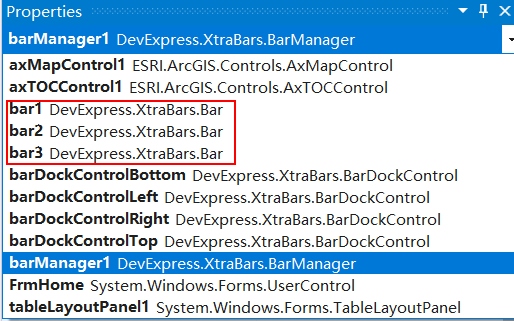 Properties
barManager1 DevExpress.XtraBars.BarManager
axMapControl1 ESRI.ArcGIS.Controls.AxMapControl
axTOCControl1 ESRI.ArcGIS.Controls.AxTOCControl
bar1 DevExpress.XtraBars.Bar
bar2 DevExpress.XtraBars.Bar
bar3 DevExpress.XtraBars.Bar
barDockControlBottom DevExpress.XtraBars.BarDockControl
barDockControlLeft DevExpress.XtraBars.BarDockControl
barDockControlRight DevExpress.XtraBars.BarDockControl
barDockControlTop DevExpress.XtraBars.BarDockControl
barManager1 DevExpress.XtraBars.BarManager
FrmHome System.Windows.Forms.UserControl
tableLayoutPanel1 System.Windows.Forms.TableLayoutPanel